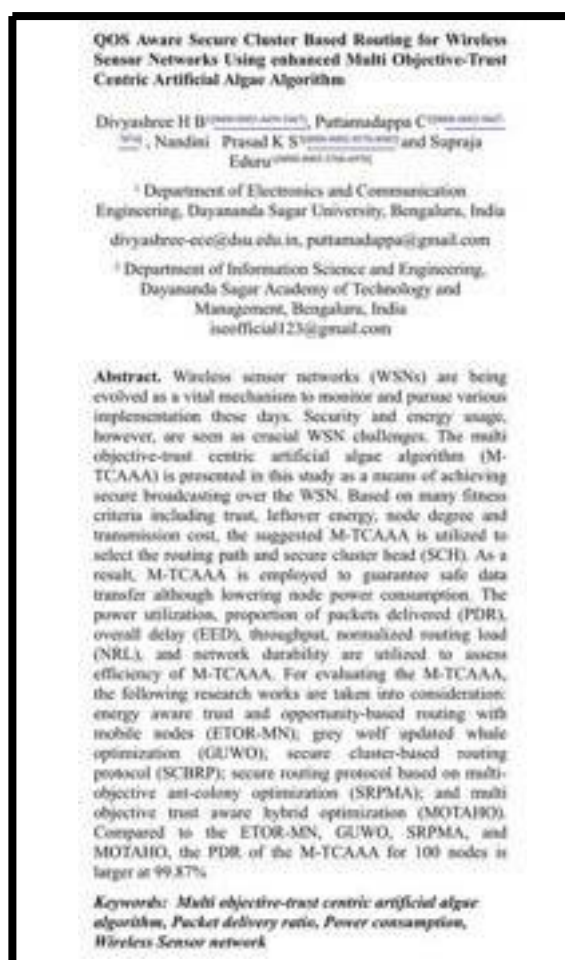 QOS Aware Secure Cluster Based Routing for Wireless
Sensor Networks Using enhanced Multi Objective-Trust
Centric Artificial Algae Algorithm
Divyashree H B, Puttamadappa C
, Nandini Prasad K S and Supraja
Eduru
1 Department of Electronics and Communication
Engineering, Dayananda Sagar University, Bengaluru, India
divyashree-ece@dsu.edu.in, puttamadappa@gmail.com
2 Department of Information Science and Engineering,
Dayananda Sagar Academy of Technology and
Management, Bengaluru, India
iseofficial123@gmail.com
Abstract. Wireless sensor networks (WSNs) are being
evolved as a vital mechanism to monitor and pursue various
implementation these days. Security and energy usage,
however, are seen as crucial WSN challenges. The multi
objective-trust centric artificial algae algorithm (M-
TCAAA) is presented in this study as a means of achieving
secure broadcasting over the WSN. Based on many fitness
criteria including trust, leftover energy, node degree and
transmission cost, the suggested M-TCAAA is utilized to
select the routing path and secure cluster head (SCH). As a
result, M-TCAAA is employed to guarantee safe data
transfer although lowering node power consumption. The
power utilization, proportion of packets delivered (PDR),
overall delay (EED), throughput, normalized routing load
(NRL), and network durability are utilized to assess
efficiency of M-TCAAA. For evaluating the M-TCAAA,
the following research works are taken into consideration:
energy aware trust and opportunity-based routing with
mobile nodes (ETOR-MN); grey wolf updated whale
optimization (GUWO); secure cluster-based routing
protocol (SCBRP); secure routing protocol based on multi-
objective ant-colony optimization (SRPMA); and multi
objective trust aware hybrid optimization (MOTAHO).
Compared to the ETOR-MN, GUWO, SRPMA, and
MOTAHO, the PDR of the M-TCAAA for 100 nodes is
larger at 99.87%.
Keywords: Multi objective-trust centric artificial algae
algorithm, Packet delivery ratio, Power consumption,
Wireless Sensor network